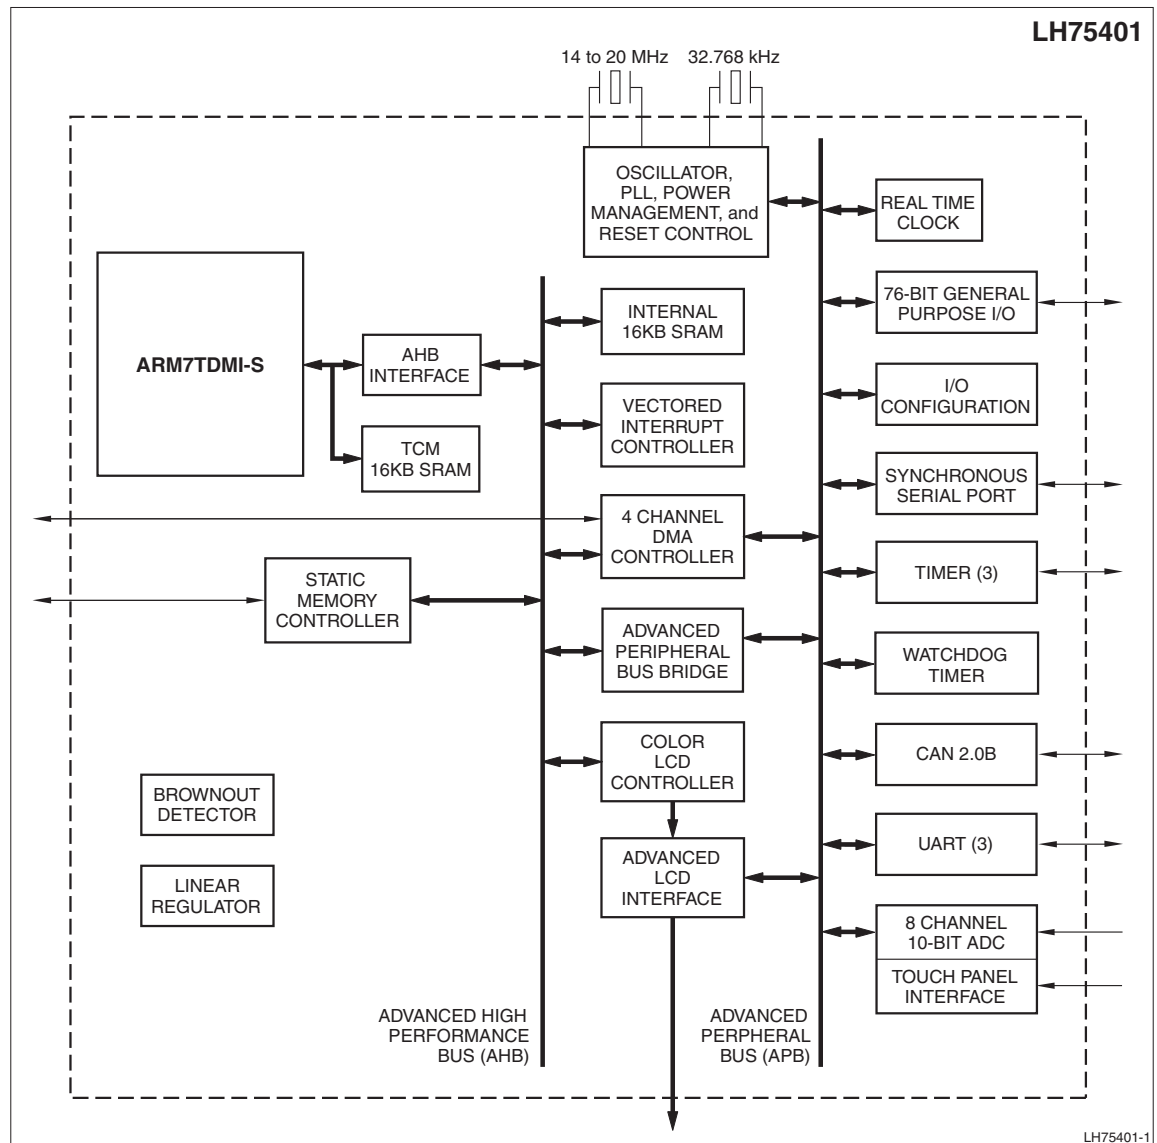 LH75401
14 to 20 MHz
32.768 kHz
OSCILLATOR,
PLL, POWER
MANAGEMENT, and
RESET CONTROL
REAL TIME
CLOCK
ARM7TDMI-S
AHB
INTERFACE
TCM
16KB SRAM
INTERNAL
16KB SRAM
76-BIT GENERAL
PURPOSE I/O
VECTORED
INTERRUPT
CONTROLLER
I/O
CONFIGURATION
4 CHANNEL
DMA
CONTROLLER
SYNCHRONOUS
SERIAL PORT
STATIC
MEMORY
CONTROLLER
TIMER (3)
ADVANCED
PERIPHERAL
BUS BRIDGE
WATCHDOG
TIMER
COLOR
LCD
CONTROLLER
CAN 2.0B
BROWNOUT
DETECTOR
ADVANCED
LCD
INTERFACE
UART (3)
LINEAR
REGULATOR
8 CHANNEL
10-BIT ADC
TOUCH PANEL
INTERFACE
ADVANCED HIGH
PERFORMANCE
BUS (AHB)
ADVANCED
PERPHERAL
BUS (APB)
LH75401-1